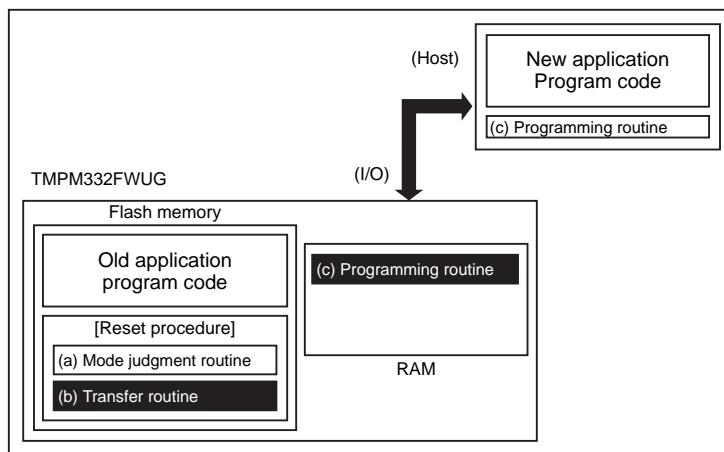 (Host)
New application
Program code
(c) Programming routine
(I/O)
TMPM332FWUG
Flash memory
Old application
program code
[Reset procedure]
(a) Mode judgment routine
(b) Transfer routine
(c) Programming routine
RAM